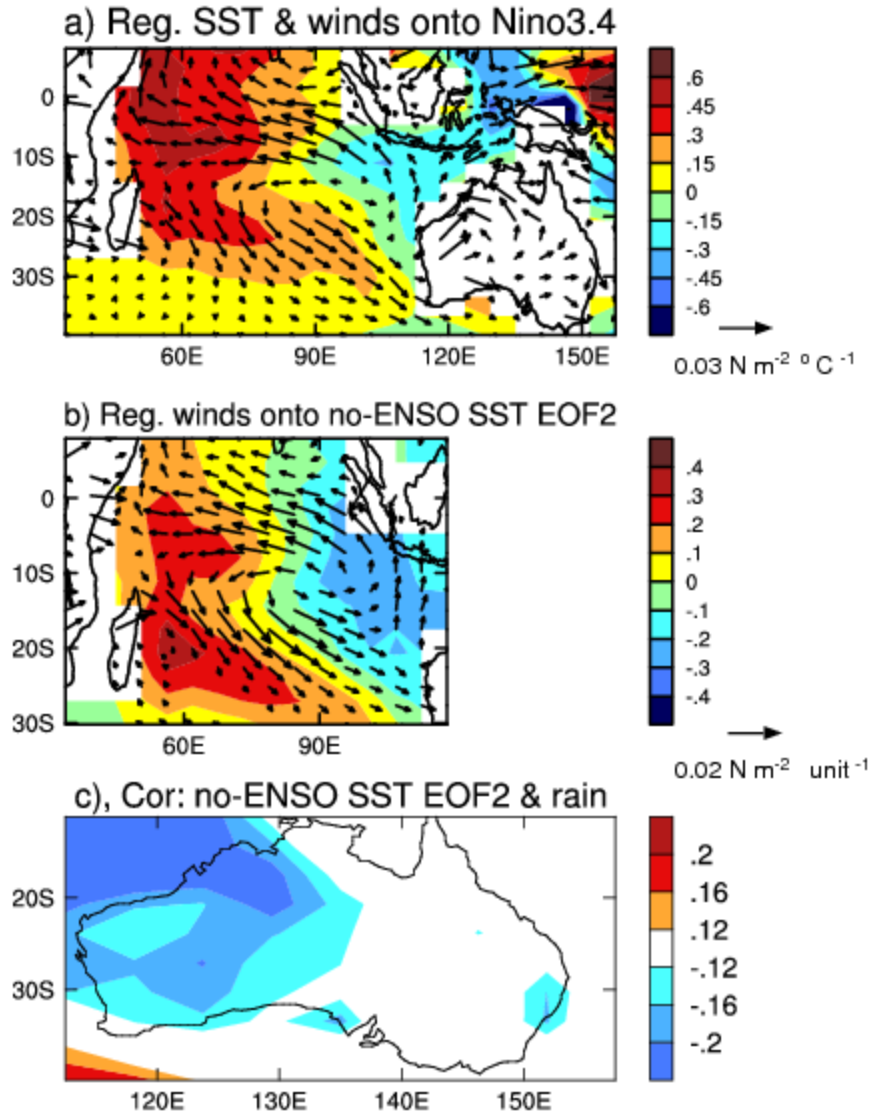 a) Reg. SST & winds onto Nino3.4
0
10S
20S
30S
60E 90E 120E 150E
.6
.45
.3
.15
0
-.15
-.3
-.45
-.6
0.03 N m-2 o C -1
b) Reg. winds onto no-ENSO SST EOF2
0
10S
20S
30S
60E 90E
.4
.3
.2
.1
0
-.1
-.2
-.3
-.4
0.02 N m-2 unit-1
c), Cor: no-ENSO SST EOF2 & rain
20S
30S
120E 130E 140E 150E
.2
.16
.12
-.12
-.16
-.2